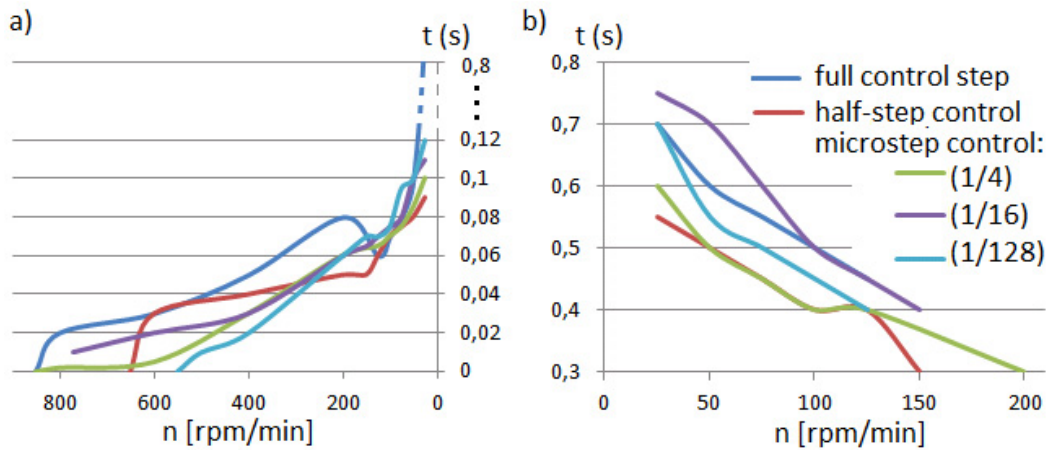 a)
t (s)
0,8
0,12
0,1
0,08
0,06
0,04
0,02
0
800 600 400 200 0
n [rpm/min]
b)
t (s)
0,8
0,7
0,6
0,5
0,4
0,3
0 50 100 150 200
n [rpm/min]
full control step
half-step control
microstep control:
(1/4)
(1/16)
(1/128)